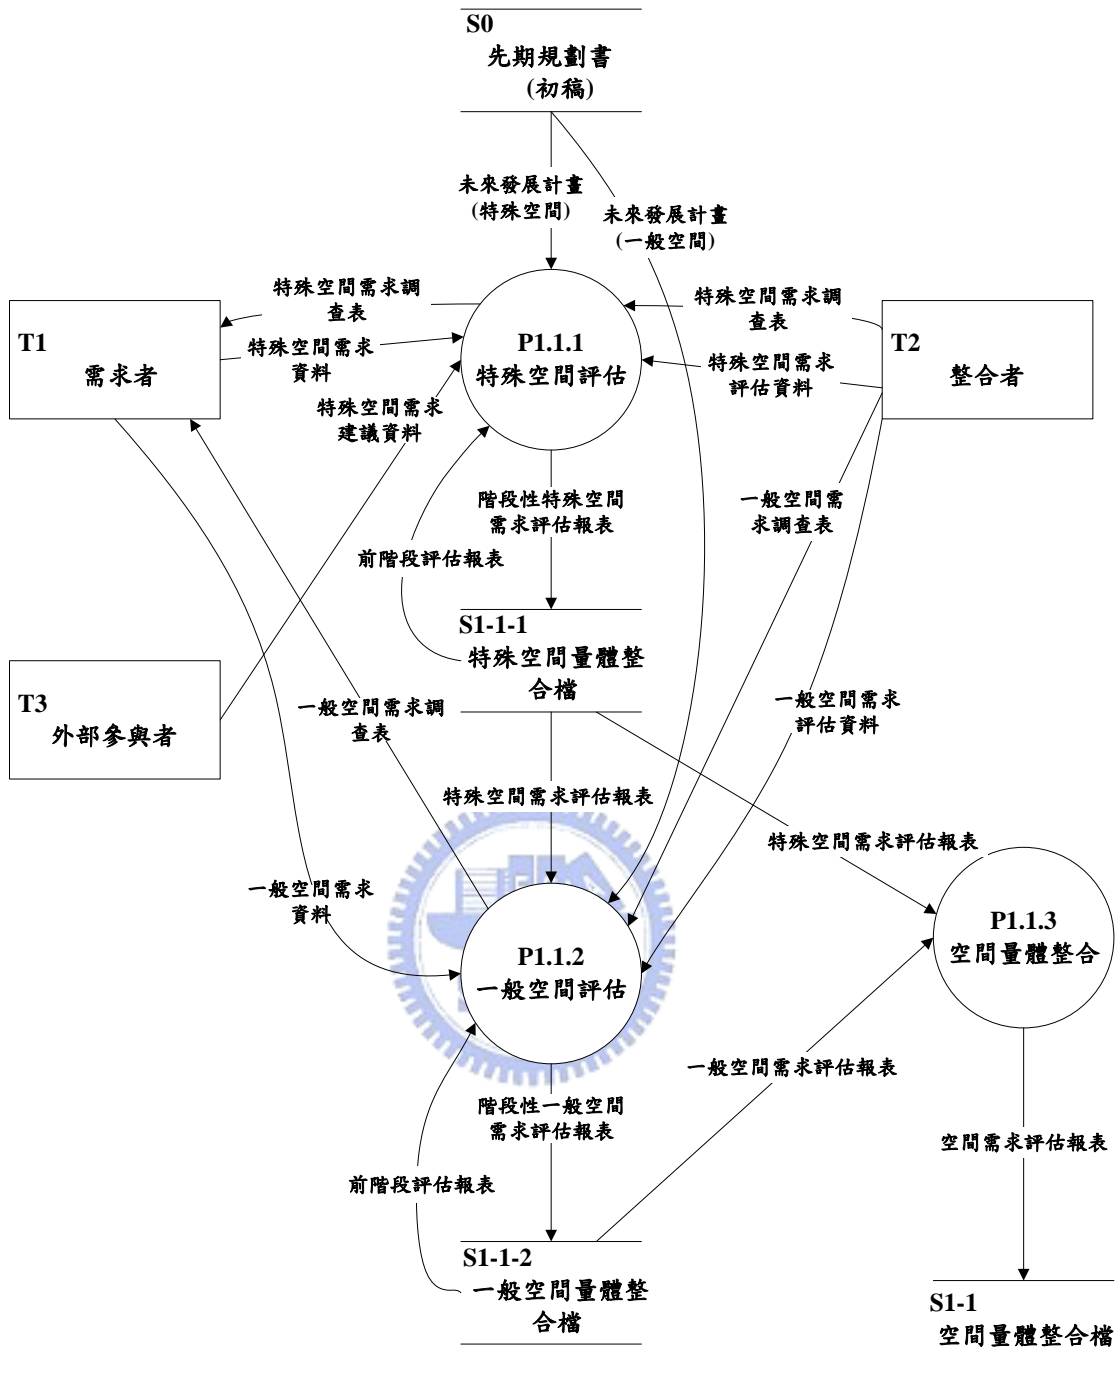 S0
先期規劃書
(初稿)
未來發展計畫
(特殊空間)
未來發展計畫
(一般空間)
特殊空間需求調
查表
特殊空間需求調
查表
T1
需求者
P1.1.1
特殊空間評估
T2
整合者
特殊空間需求
資料
特殊空間需求
評估資料
特殊空間需求
建議資料
階段性特殊空間
需求評估報表
一般空間需
求調查表
前階段評估報表
S1-1-1
特殊空間量體整
合檔
T3
外部參與者
一般空間需求調
查表
一般空間需求
評估資料
特殊空間需求評估報表
特殊空間需求評估報表
一般空間需求
資料
P1.1.2
一般空間評估
P1.1.3
空間量體整合
一般空間需求評估報表
階段性一般空間
需求評估報表
空間需求評估報表
前階段評估報表
S1-1-2
一般空間量體整
合檔
S1-1
空間量體整合檔